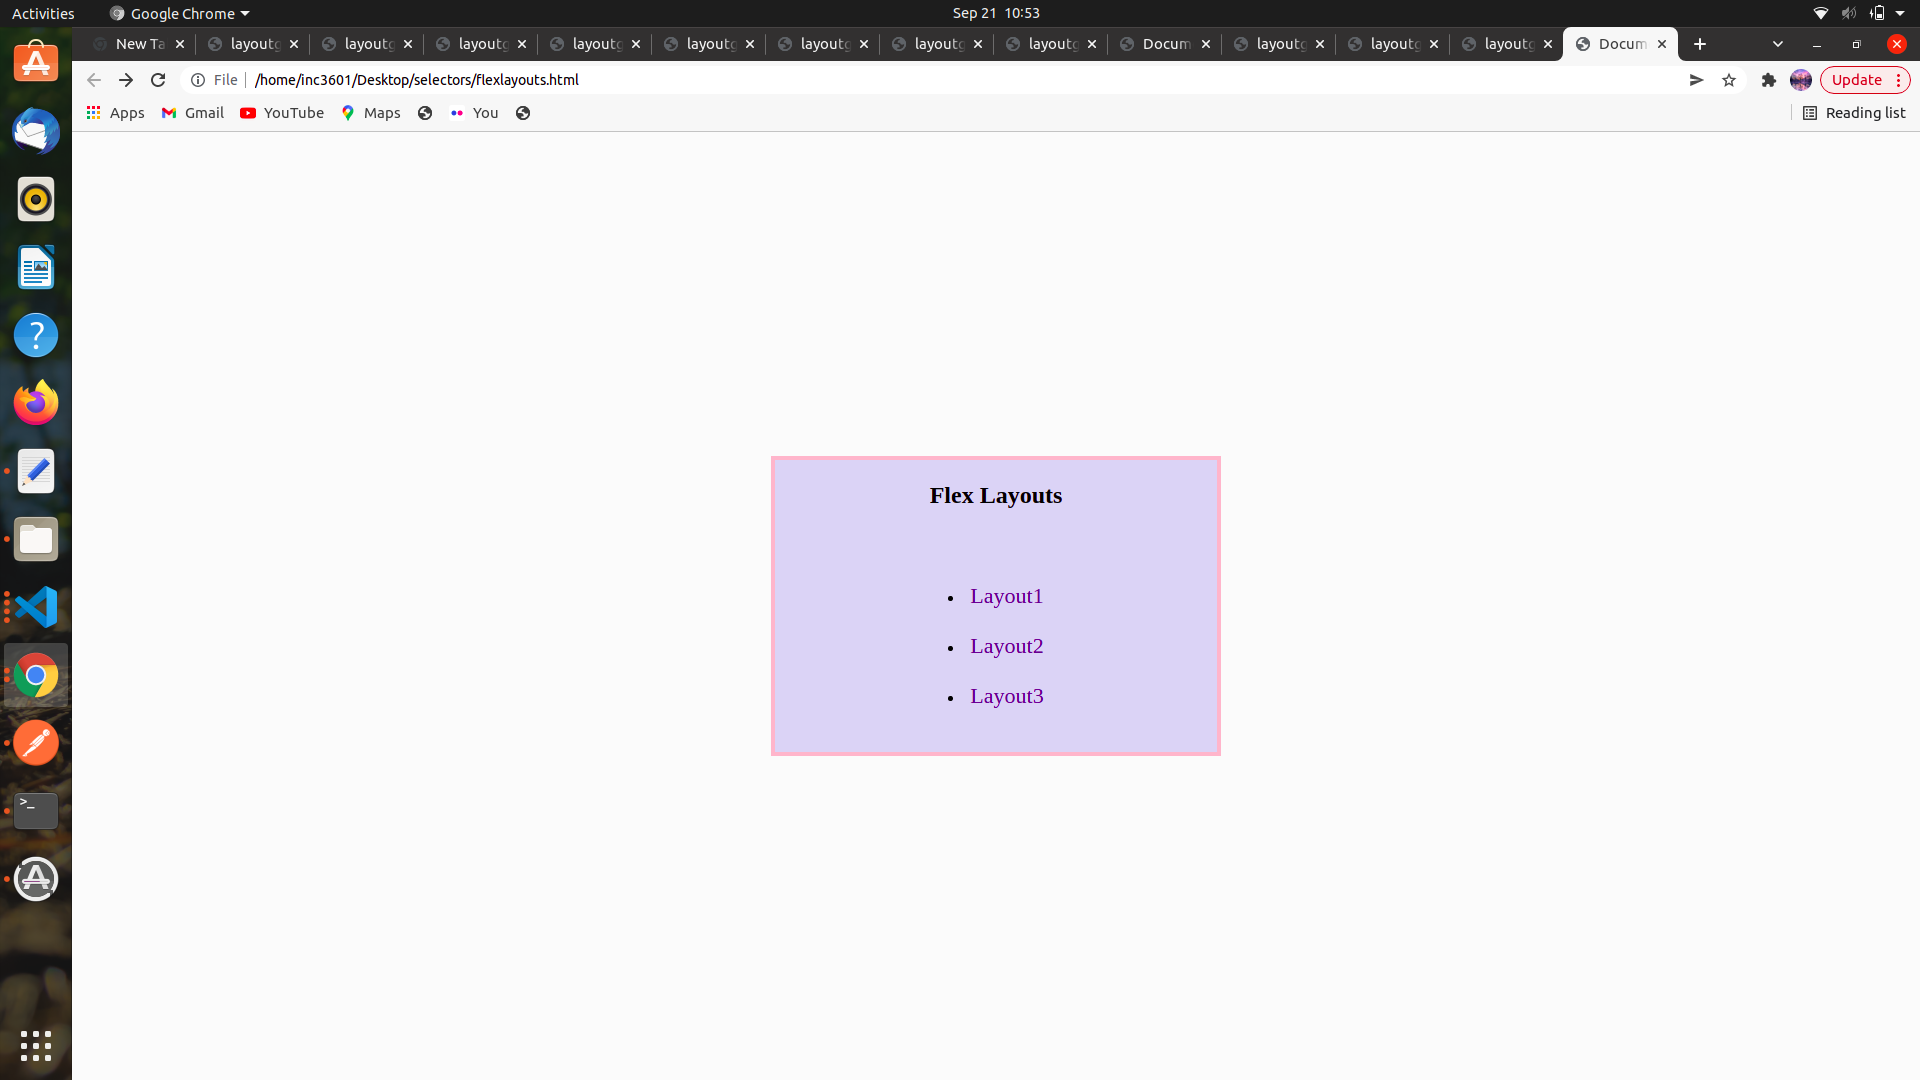 Activities Google Chrome Sep 21 10:53
New Ta layoutg layoutg layoutg layoutg layoutg layoutg layoutg layoutg Docum layoutg layoutg layoutg Docum
File /home/inc3601/Desktop/selectors/flexlayouts.html Update
Apps Gmail YouTube Maps You Reading list
Flex Layouts
• Layout1
• Layout2
• Layout3